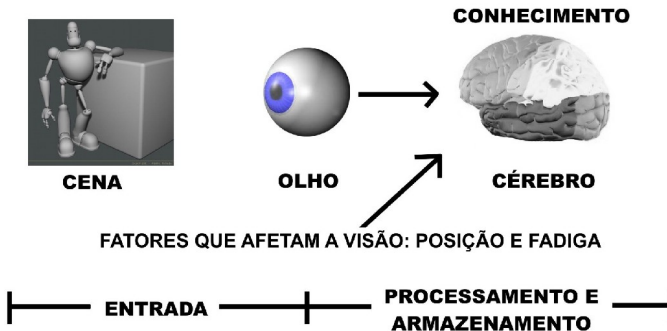 CONHECIMENTO
CENA
OLHO
CÉREBRO
FATORES QUE AFETAM A VISÃO: POSIÇÃO E FADIGA
ENTRADA
PROCESSAMENTO E
ARMAZENAMENTO